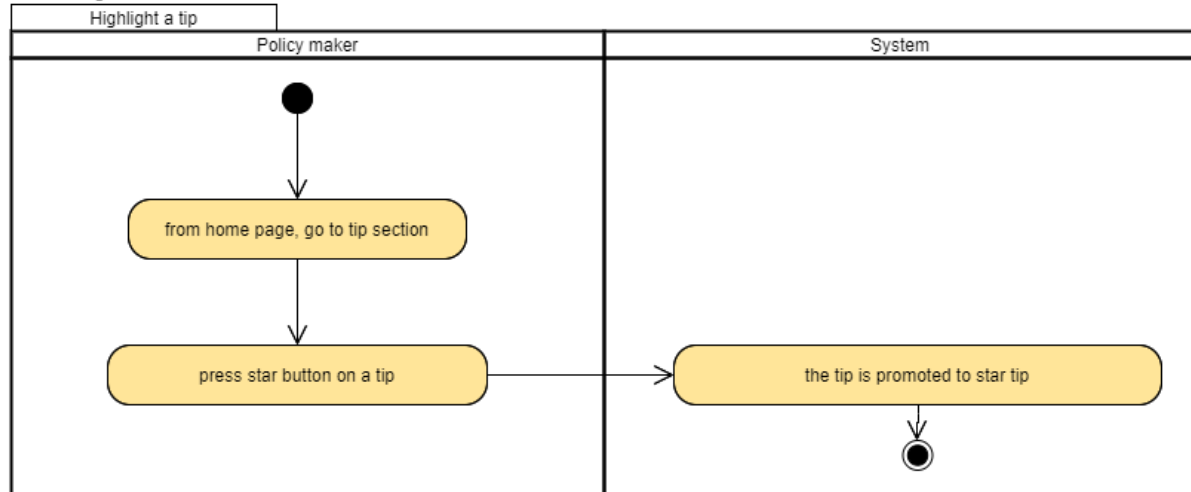 Highlight a tip
Policy maker
System
from home page, go to tip section
press star button on a tip
the tip is promoted to star tip